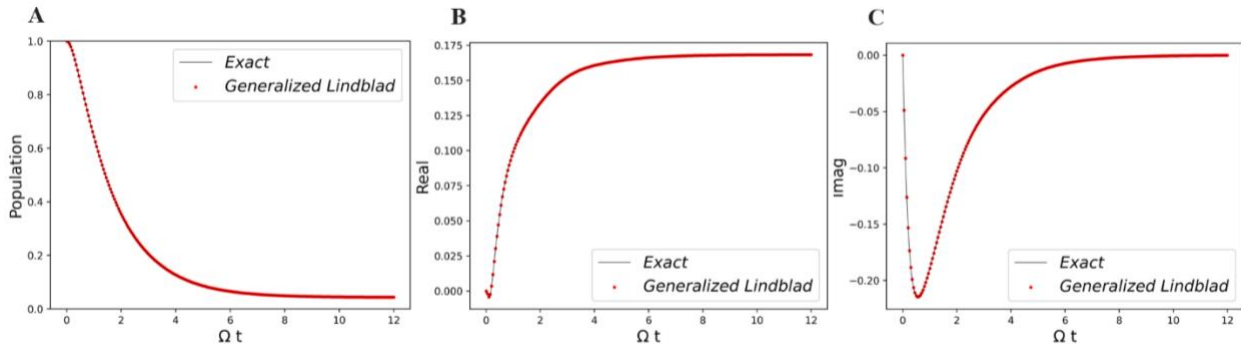 A
B
C
Population
1.0
0.8
0.6
0.4
0.2
0.0
Exact
Generalized Lindblad
0 2 4 6 8 10 12
Ω t
Real
0.175
0.150
0.125
0.100
0.075
0.050
0.025
0.000
Exact
Generalized Lindblad
0 2 4 6 8 10 12
Ω t
Imag
0.00
−0.05
−0.10
−0.15
−0.20
Exact
Generalized Lindblad
0 2 4 6 8 10 12
Ω t